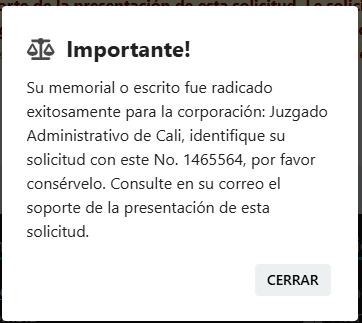 Importante!
Su memorial o escrito fue radicado
exitosamente para la corporación: Juzgado
Administrativo de Cali, identifique su
solicitud con este No. 1465564, por favor
consérvelo. Consulte en su correo el
soporte de la presentación de esta
solicitud.
CERRAR